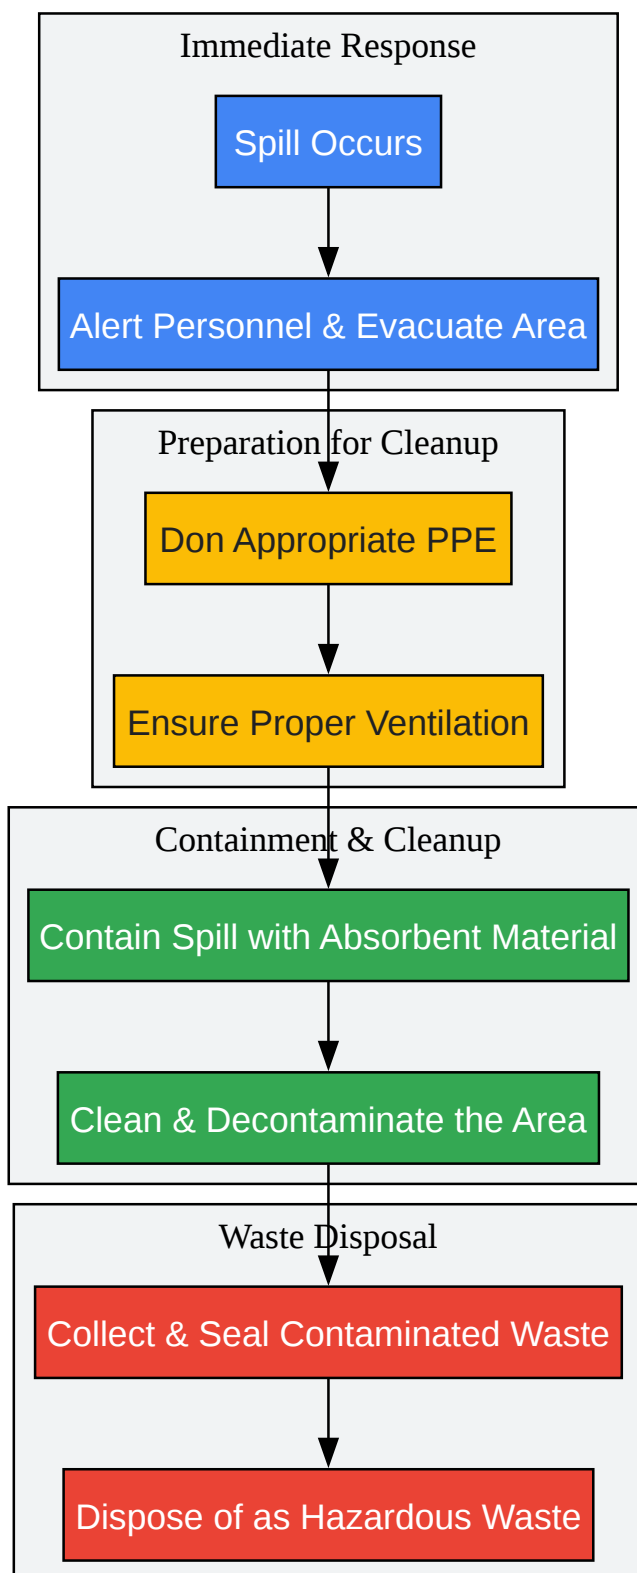 Immediate Response
Spill Occurs
Alert Personnel & Evacuate Area
Preparation for Cleanup
Don Appropriate PPE
Ensure Proper Ventilation
Containment & Cleanup
Contain Spill with Absorbent Material
Clean & Decontaminate the Area
Waste Disposal
Collect & Seal Contaminated Waste
Dispose of as Hazardous Waste